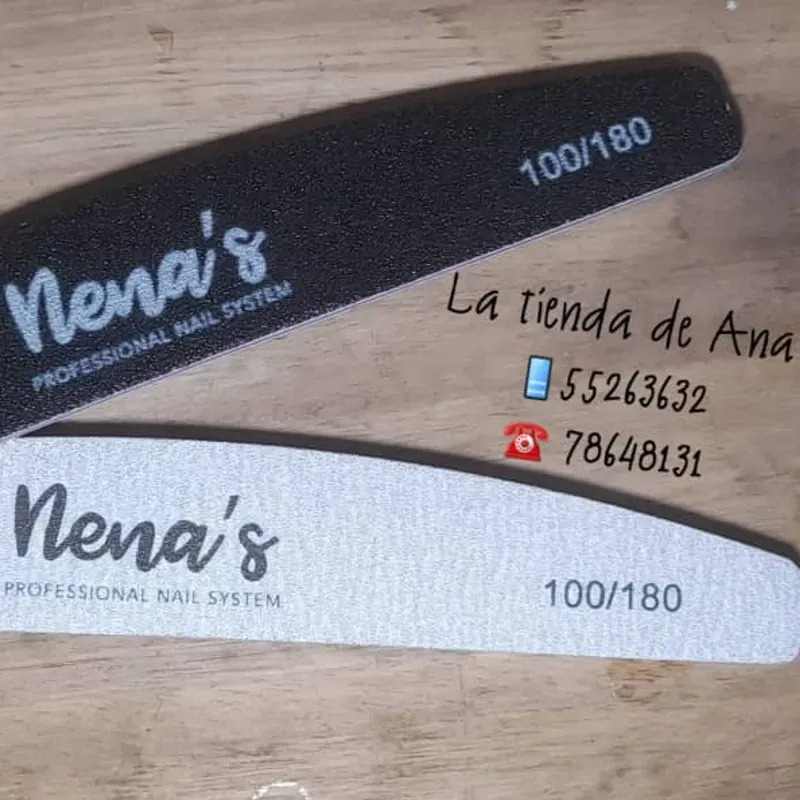 100/180
Nena's
PROFESSIONAL NAIL SYSTEM
La tienda de Ana
55263632
78648131
Nena's
PROFESSIONAL NAIL SYSTEM
100/180